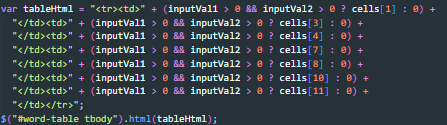 var tableHtml = "<tr><td>" + (inputVal1 > 0 && inputVal2 > 0 ? cells[1] : 0) +
"</td><td>" + (inputVal1 > 0 && inputVal2 > 0 ? cells[3] : 0) +
"</td><td>" + (inputVal1 > 0 && inputVal2 > 0 ? cells[4] : 0) +
"</td><td>" + (inputVal1 > 0 && inputVal2 > 0 ? cells[7] : 0) +
"</td><td>" + (inputVal1 > 0 && inputVal2 > 0 ? cells[8] : 0) +
"</td><td>" + (inputVal1 > 0 && inputVal2 > 0 ? cells[10] : 0) +
"</td><td>" + (inputVal1 > 0 && inputVal2 > 0 ? cells[11] : 0) +
"</td></tr>";
$("#word-table tbody").html(tableHtml);